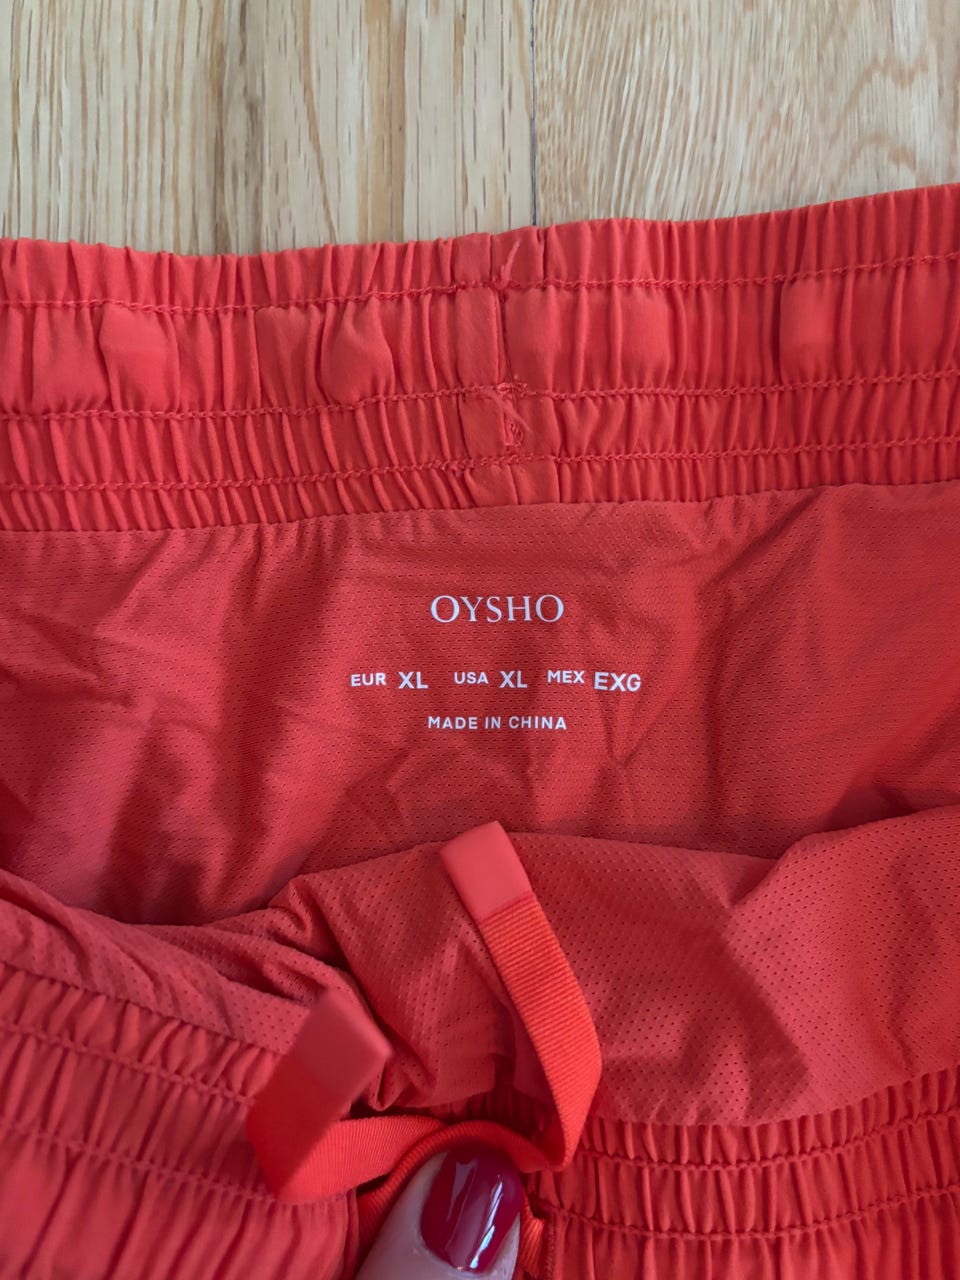 OYSHO
EUR XL USA XL MEX EXG
MADE IN CHINA